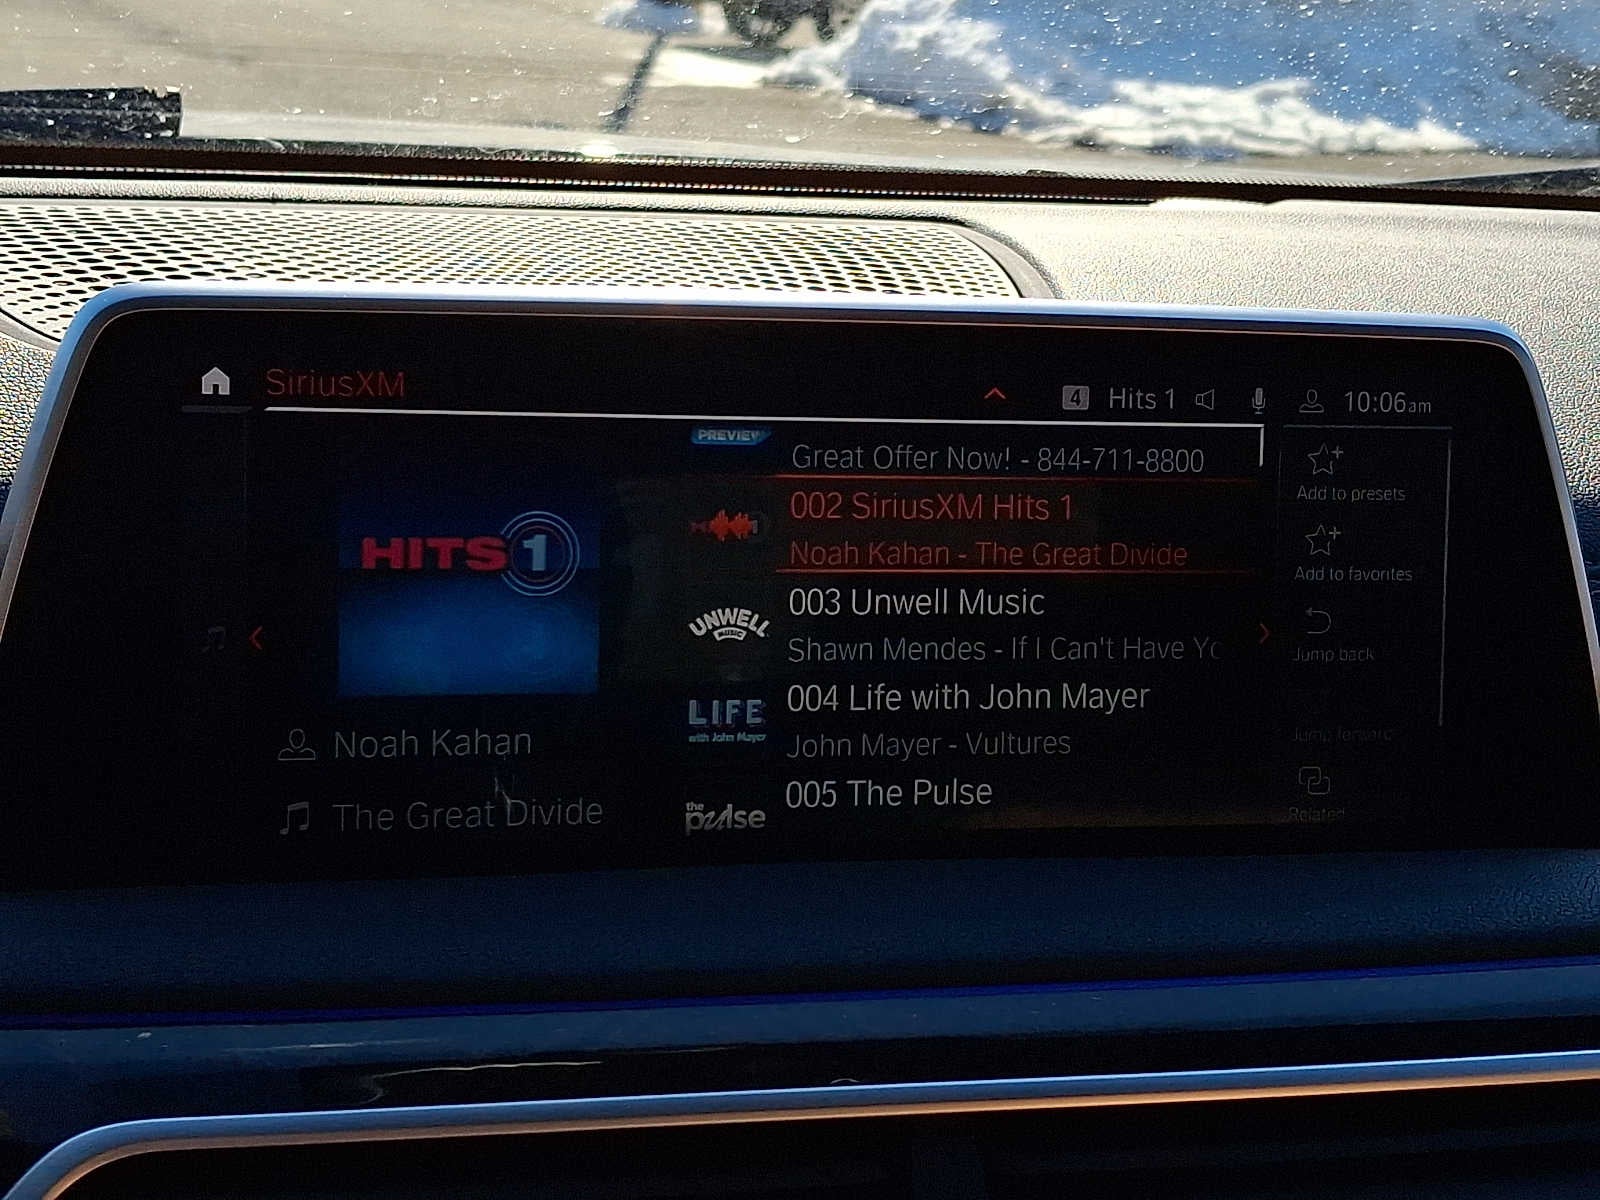 SiriusXM
4 Hits 1
10:06am
PREVIEW
Great Offer Now! - 844-711-8800
002 SiriusXM Hits 1
Noah Kahan - The Great Divide
003 Unwell Music
Shawn Mendes - If I Can't Have Yo
004 Life with John Mayer
John Mayer - Vultures
005 The Pulse
HITS 1
Noah Kahan
The Great Divide
UNWELL
MUSIC
LIFE
with John Mayer
the
pulse
Add to presets
Add to favorites
Jump back
Jump forward
Related